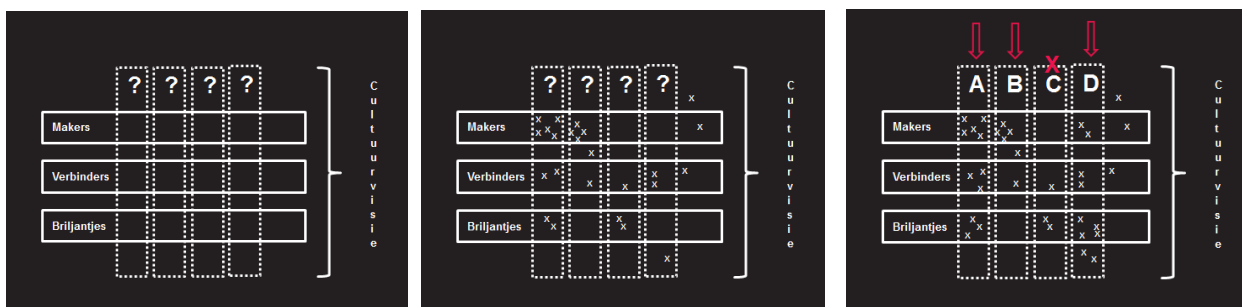 ? ? ? ?
Makers
Verbinders
Briljantjes
Cultuurvisie
? ? ? ?
x
Makers x x x x x x x x x x x
x
Verbinders x x x x x x x
Briljantjes x x x x
x
Cultuurvisie
X
A B C D
x
Makers x x x x x x x x x x x x
x
Verbinders x x x x x x x x x
Briljantjes x x x x x x x x x
x x
Cultuurvisie